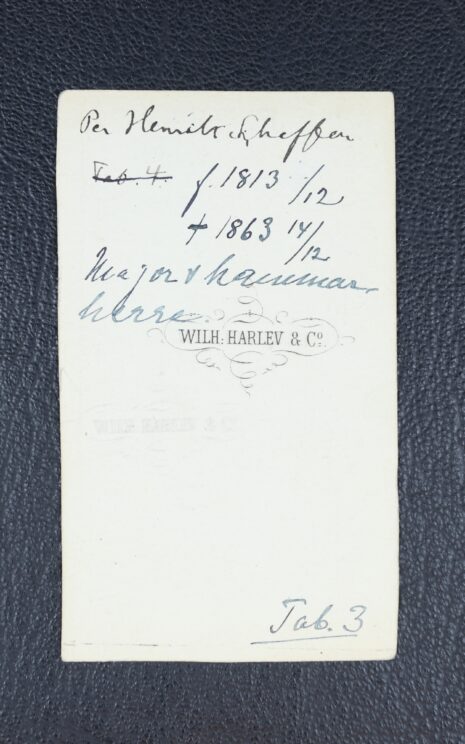 Per Henrik Scheffer
Tab. 4. f. 1813 /12
† 1863 14/12
Major & kammar-
herre.
WILH: HARLEV & Cº.
WILH HARLEV & Cº
Tab. 3